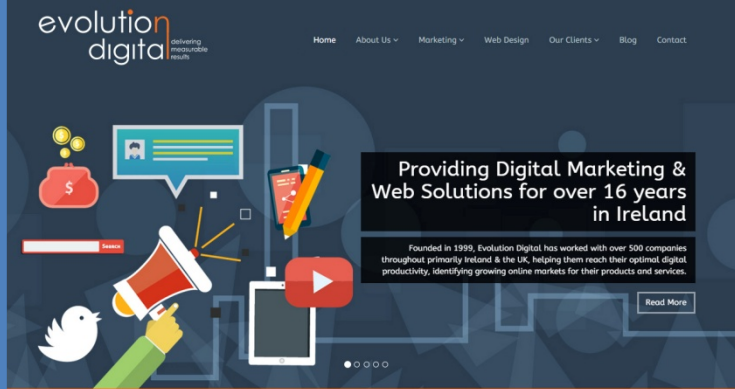 evolution
digital
delivering
measurable
results
Home About Us Marketing Web Design Our Clients Blog Contact
$
Search
Providing Digital Marketing &
Web Solutions for over 16 years
in Ireland
Founded in 1999, Evolution Digital has worked with over 500 companies
throughout primarily Ireland & the UK, helping them reach their optimal digital
productivity, identifying growing online markets for their products and services.
Read More